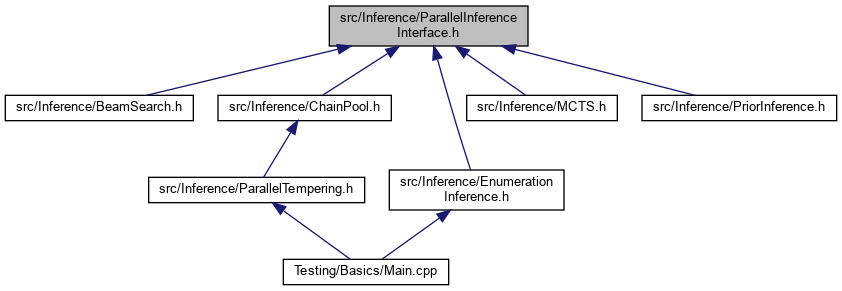 src/Inference/ParallelInference
Interface.h
src/Inference/BeamSearch.h
src/Inference/ChainPool.h
src/Inference/MCTS.h
src/Inference/PriorInference.h
src/Inference/ParallelTempering.h
src/Inference/Enumeration
Inference.h
Testing/Basics/Main.cpp